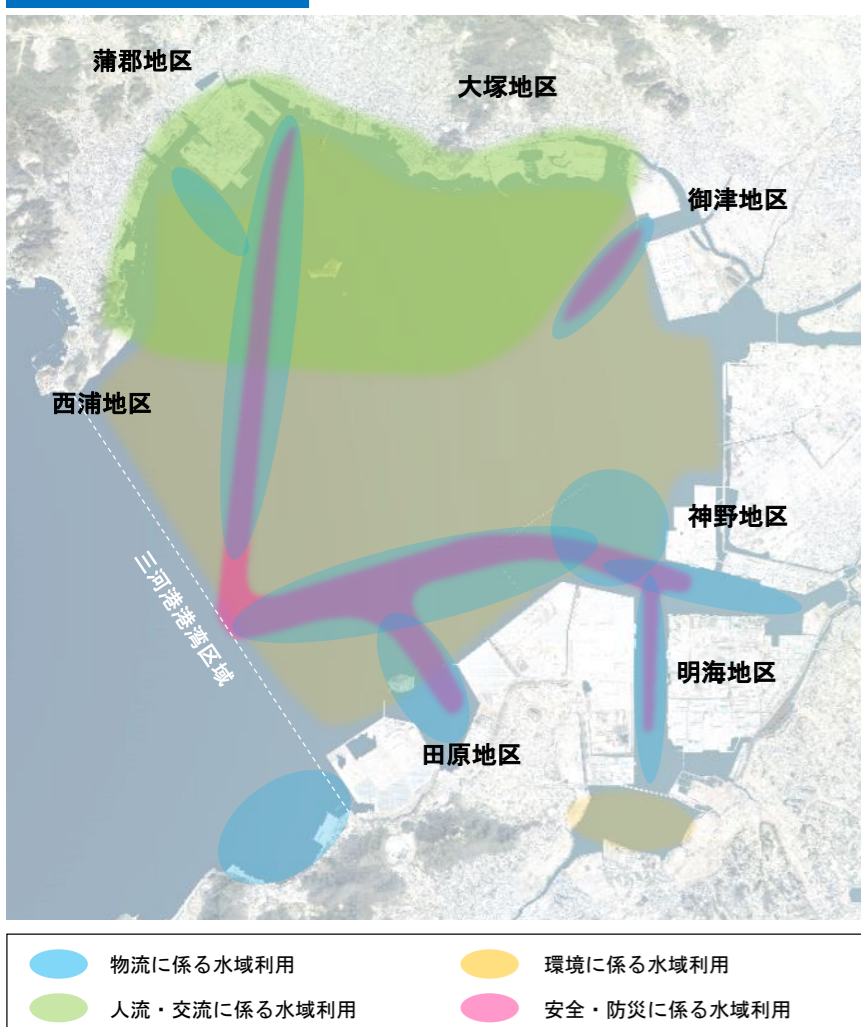 蒲郡地区
大塚地区
御津地区
西浦地区
神野地区
三河港港湾区域
明海地区
田原地区
物流に係る水域利用
環境に係る水域利用
人流・交流に係る水域利用
安全・防災に係る水域利用